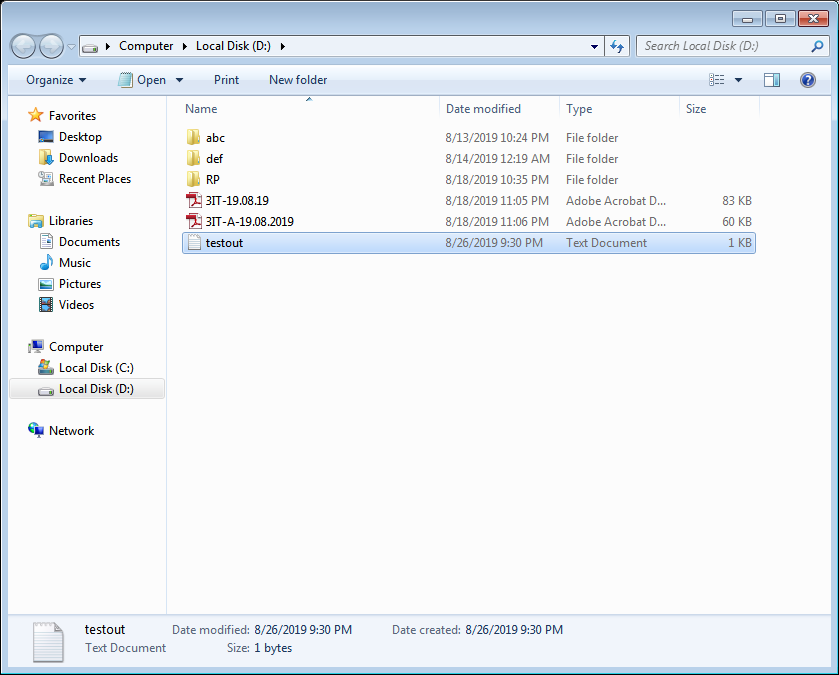 Computer Local Disk (D:) Search Local Disk (D:)
Organize Open Print New folder
Name Date modified Type Size
Favorites
Desktop
Downloads
Recent Places
Libraries
Documents
Music
Pictures
Videos
Computer
Local Disk (C:)
Local Disk (D:)
Network
abc 8/13/2019 10:24 PM File folder
def 8/14/2019 12:19 AM File folder
RP 8/18/2019 10:35 PM File folder
3IT-19.08.19 8/18/2019 11:05 PM Adobe Acrobat D... 83 KB
3IT-A-19.08.2019 8/18/2019 11:06 PM Adobe Acrobat D... 60 KB
testout 8/26/2019 9:30 PM Text Document 1 KB
testout Date modified: 8/26/2019 9:30 PM Date created: 8/26/2019 9:30 PM
Text Document Size: 1 bytes